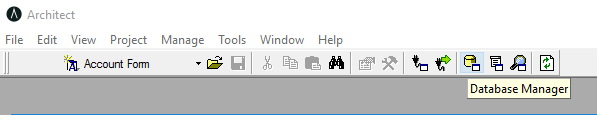 Architect
File Edit View Project Manage Tools Window Help
Account Form
Database Manager